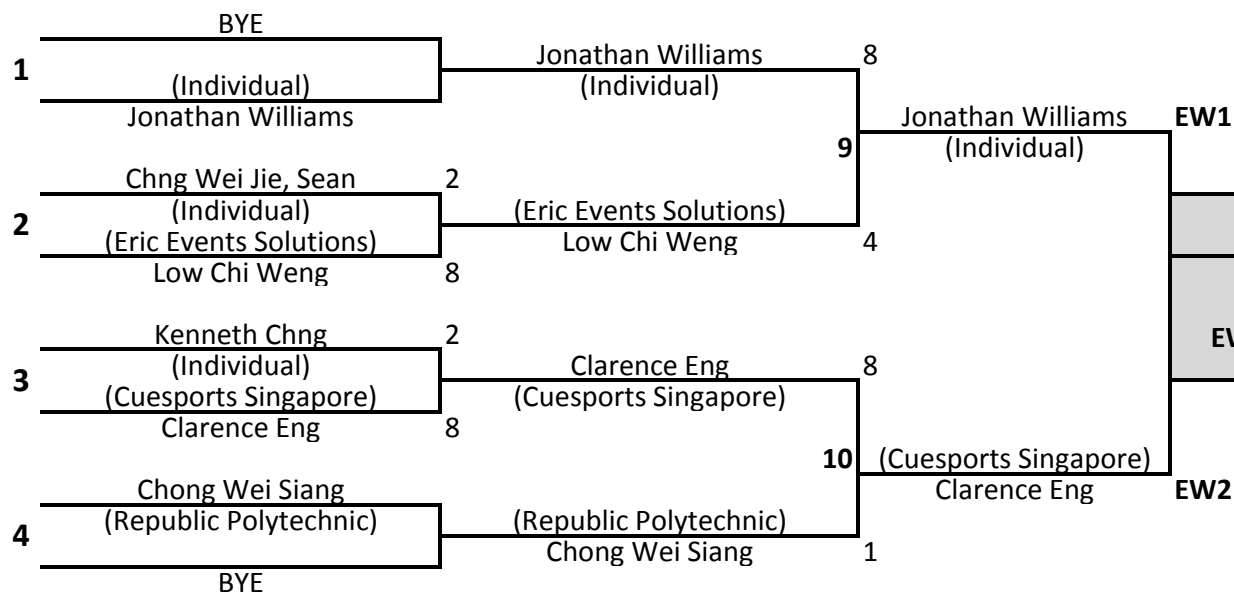 BYE
1
(Individual)
Jonathan Williams
Chng Wei Jie, Sean 2
2
(Individual)
(Eric Events Solutions)
Low Chi Weng 8
Kenneth Chng 2
3
(Individual)
(Cuesports Singapore)
Clarence Eng 8
Chong Wei Siang
4
(Republic Polytechnic)
BYE
Jonathan Williams 8
(Individual)
9
(Eric Events Solutions)
Low Chi Weng 4
Clarence Eng 8
(Cuesports Singapore)
10
(Republic Polytechnic)
Chong Wei Siang 1
Jonathan Williams EW1
(Individual)
(Cuesports Singapore)
Clarence Eng EW2